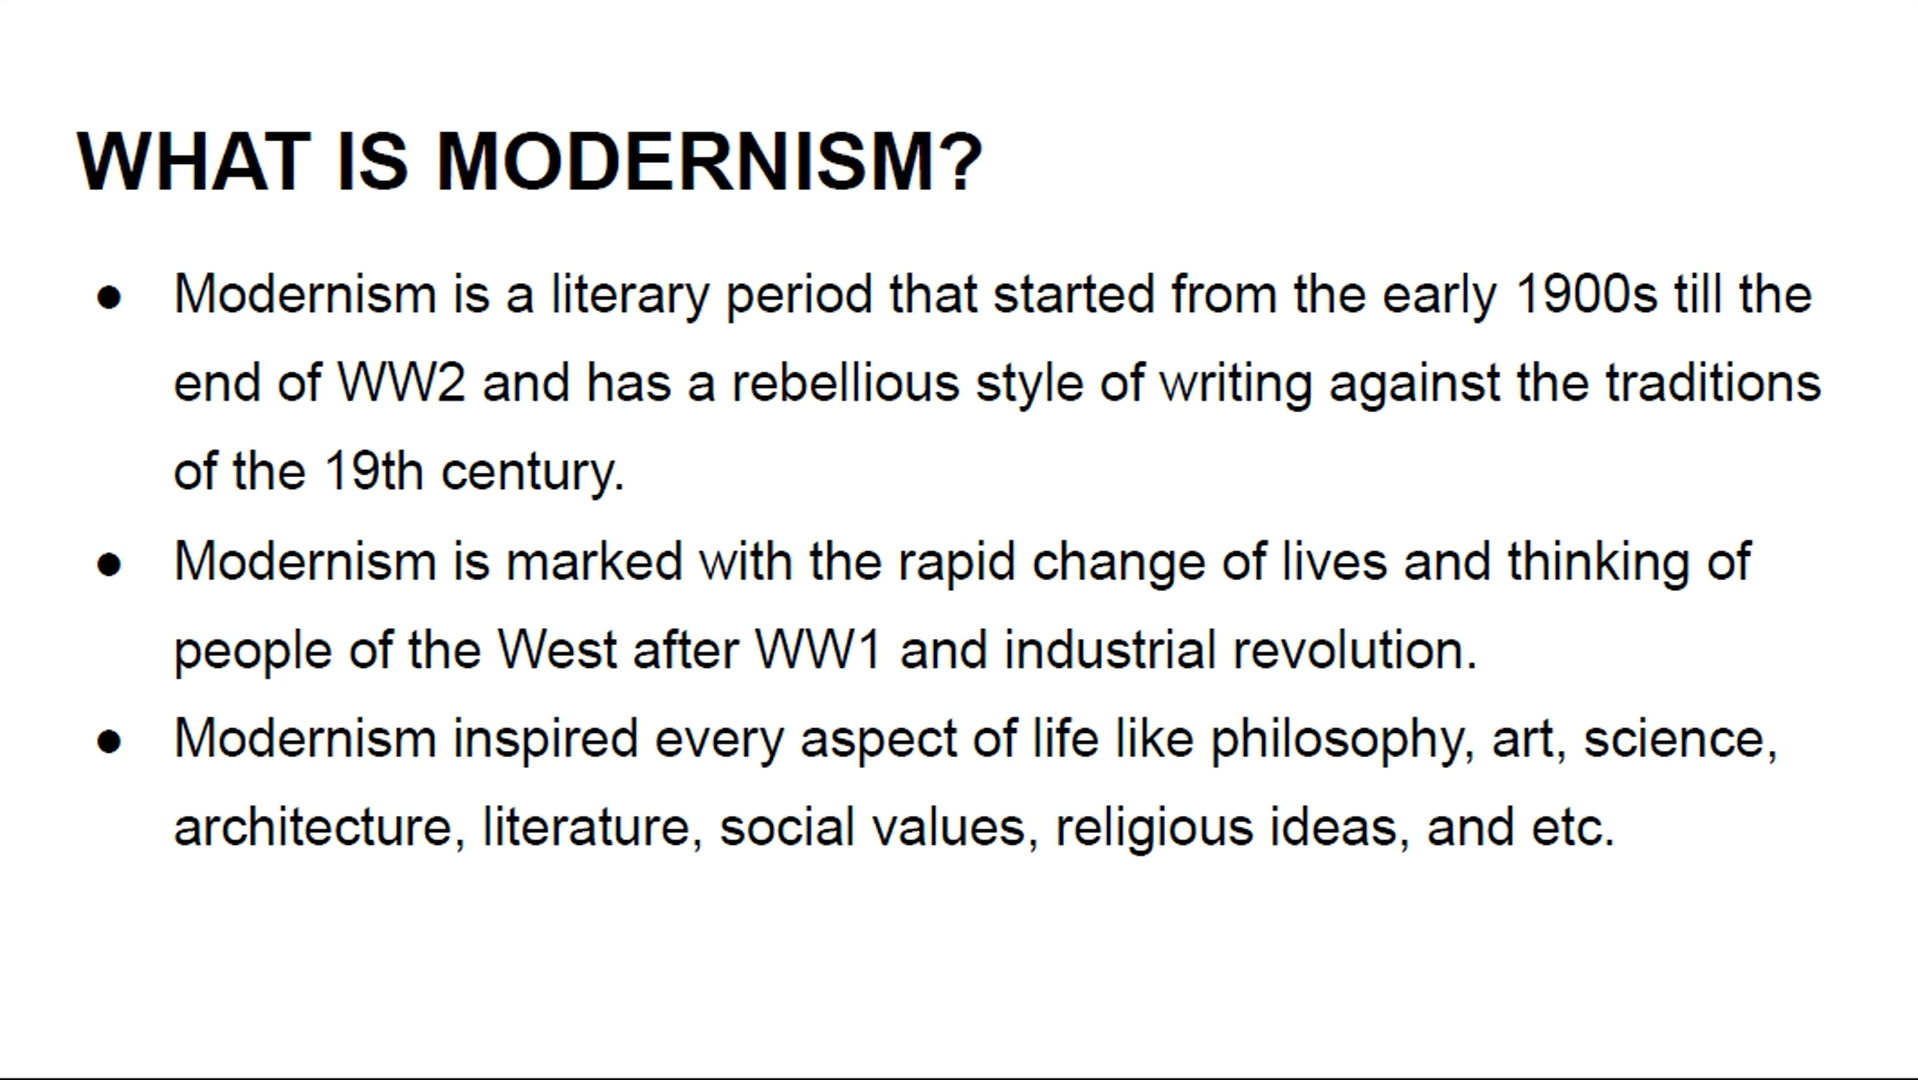 WHAT IS MODERNISM?
● Modernism is a literary period that started from the early 1900s till the
end of WW2 and has a rebellious style of writing against the traditions
of the 19th century.
● Modernism is marked with the rapid change of lives and thinking of
people of the West after WW1 and industrial revolution.
● Modernism inspired every aspect of life like philosophy, art, science,
architecture, literature, social values, religious ideas, and etc.